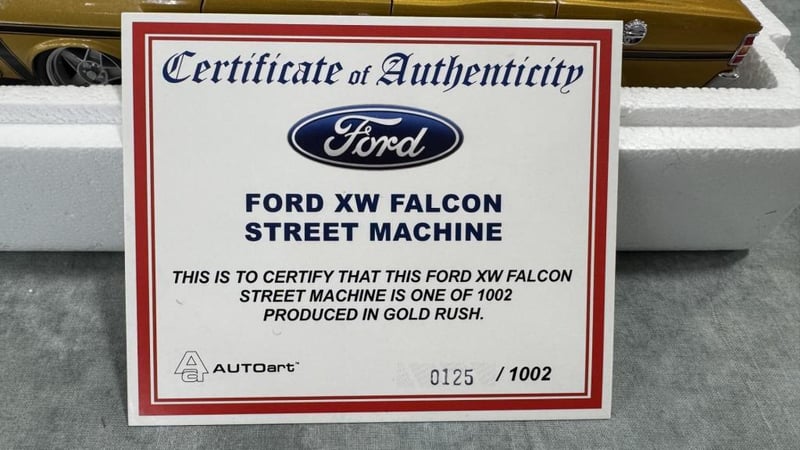 Certificate of Authenticity
Ford
FORD XW FALCON
STREET MACHINE
THIS IS TO CERTIFY THAT THIS FORD XW FALCON
STREET MACHINE IS ONE OF 1002
PRODUCED IN GOLD RUSH.
AUTOart™
0125 / 1002